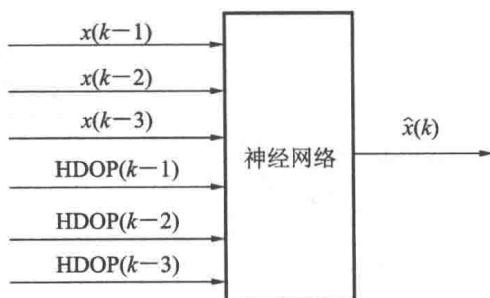 x(k−1)
x(k−2)
x(k−3)
HDOP(k−1)
HDOP(k−2)
HDOP(k−3)
神经网络
x̂(k)